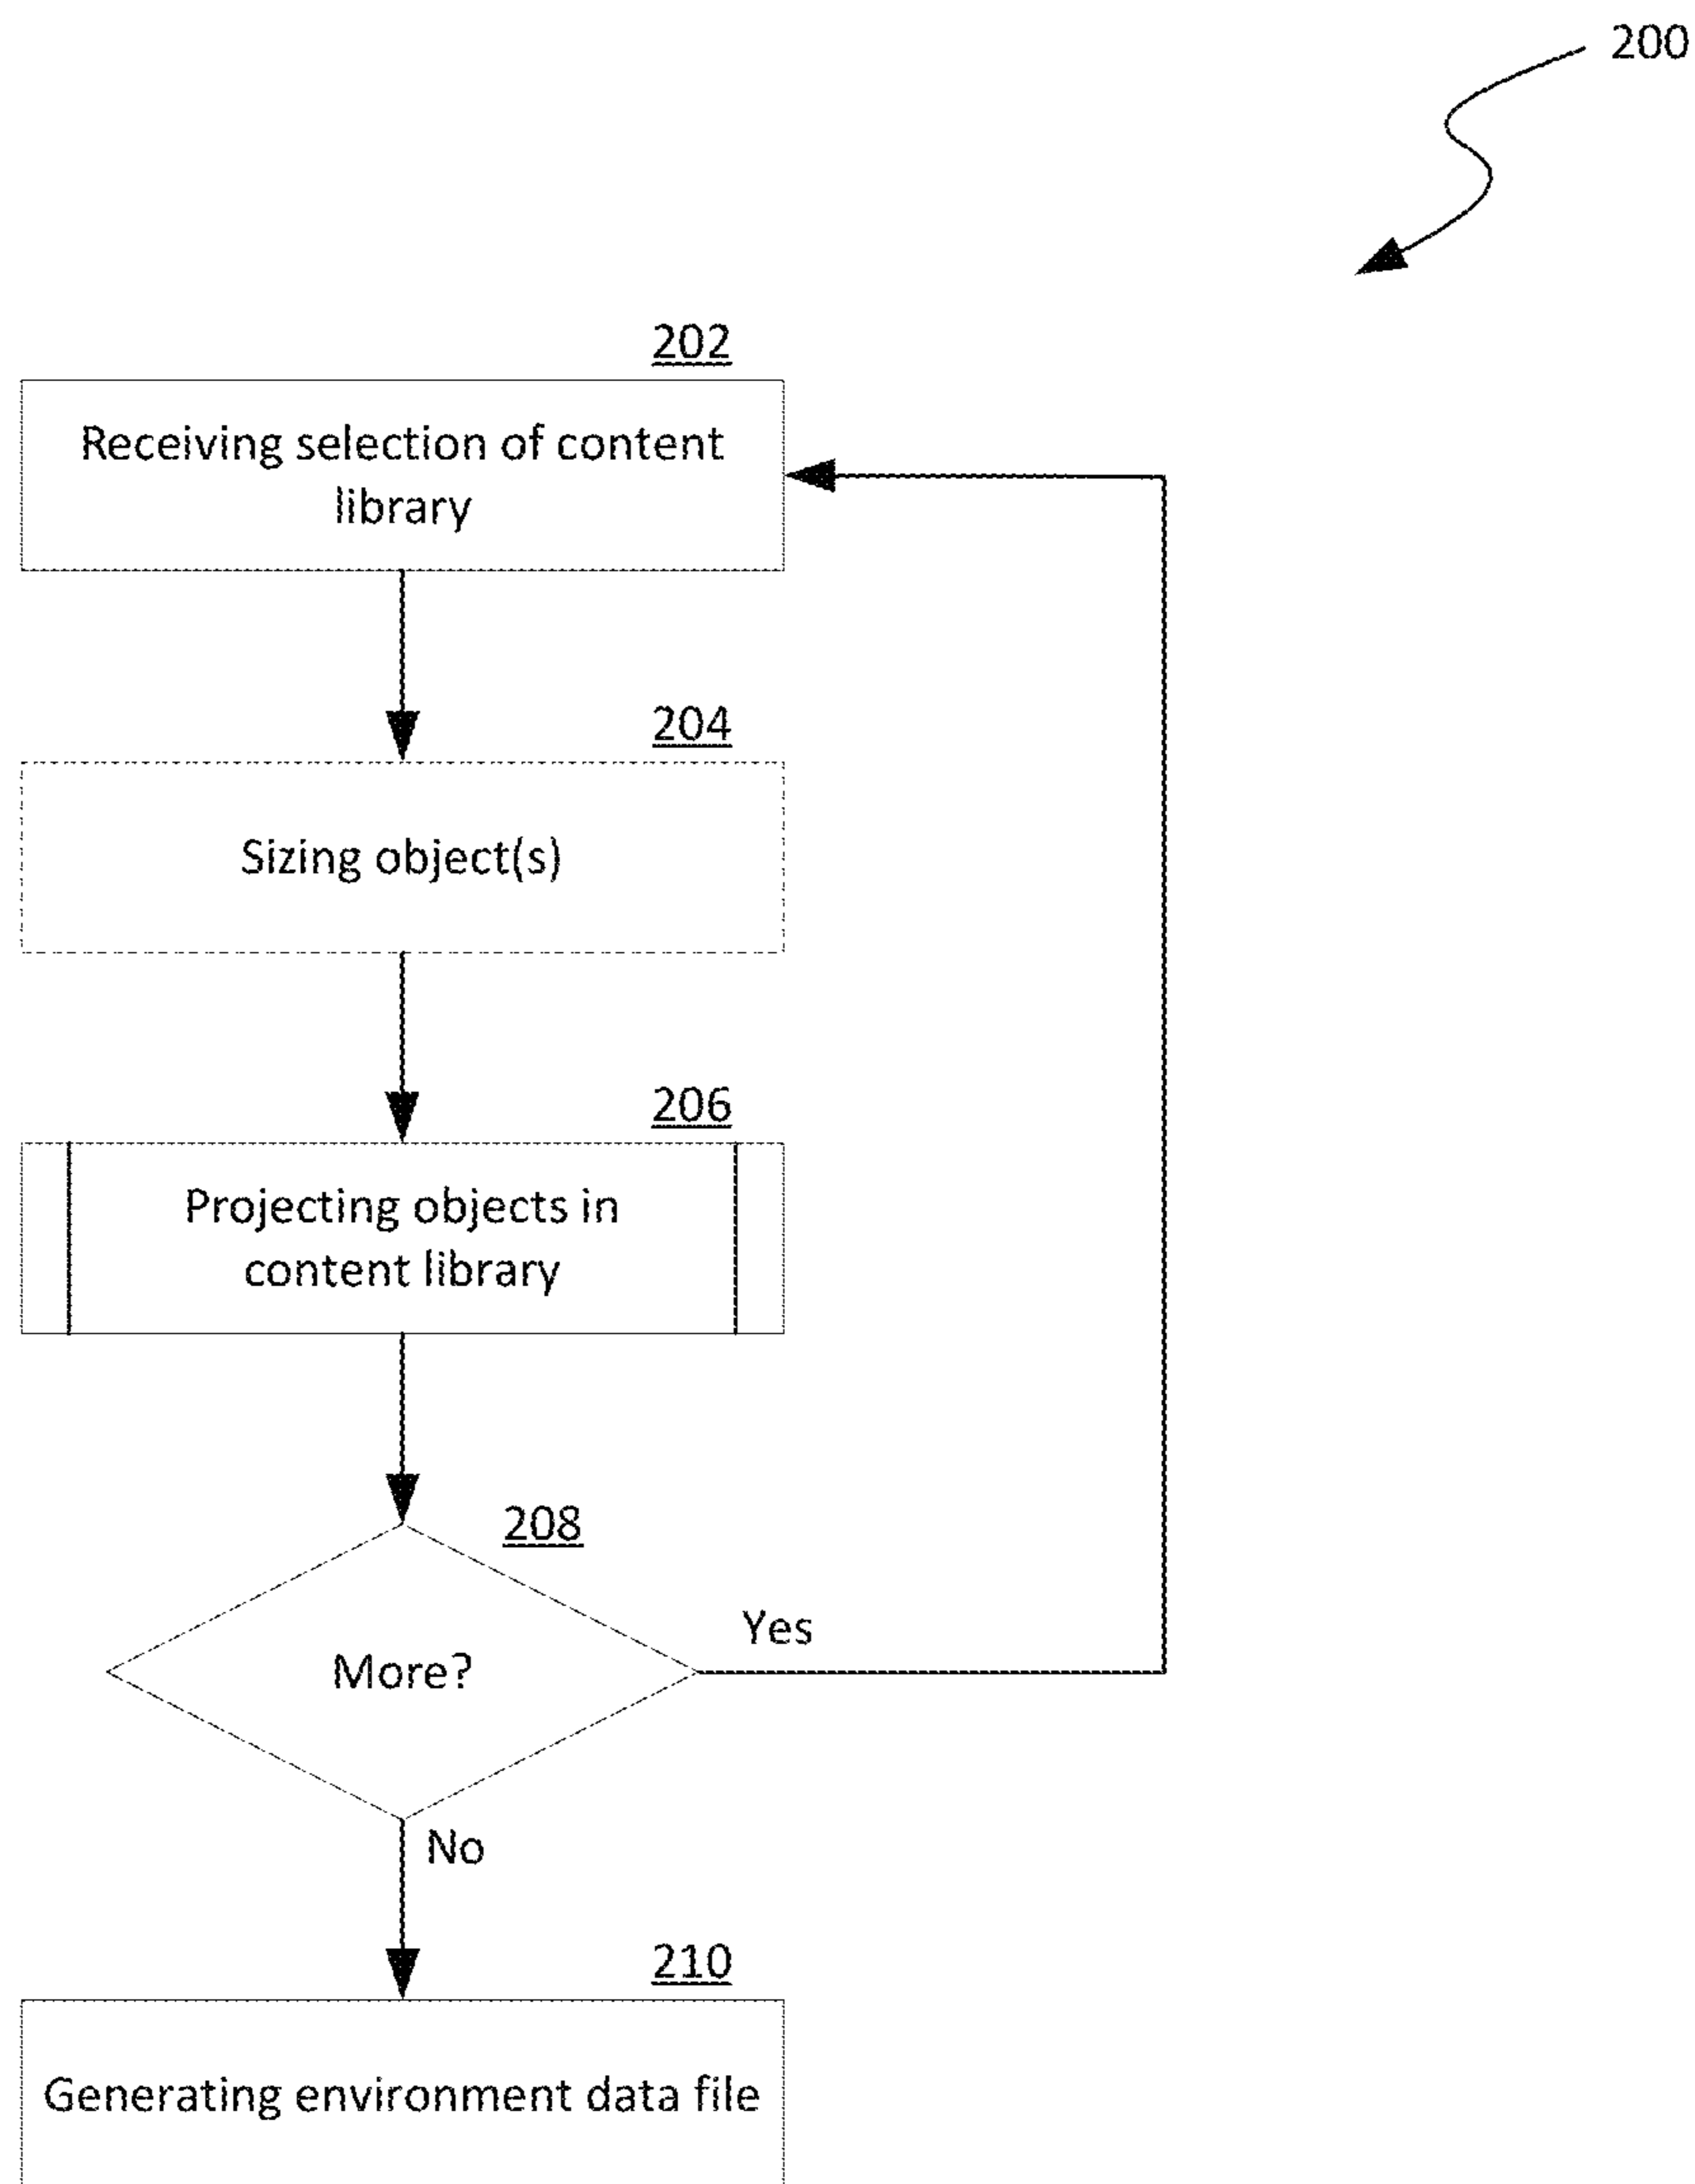 200
202
Receiving selection of content
library
204
Sizing object(s)
206
Projecting objects in
content library
208
More?
Yes
No
210
Generating environment data file